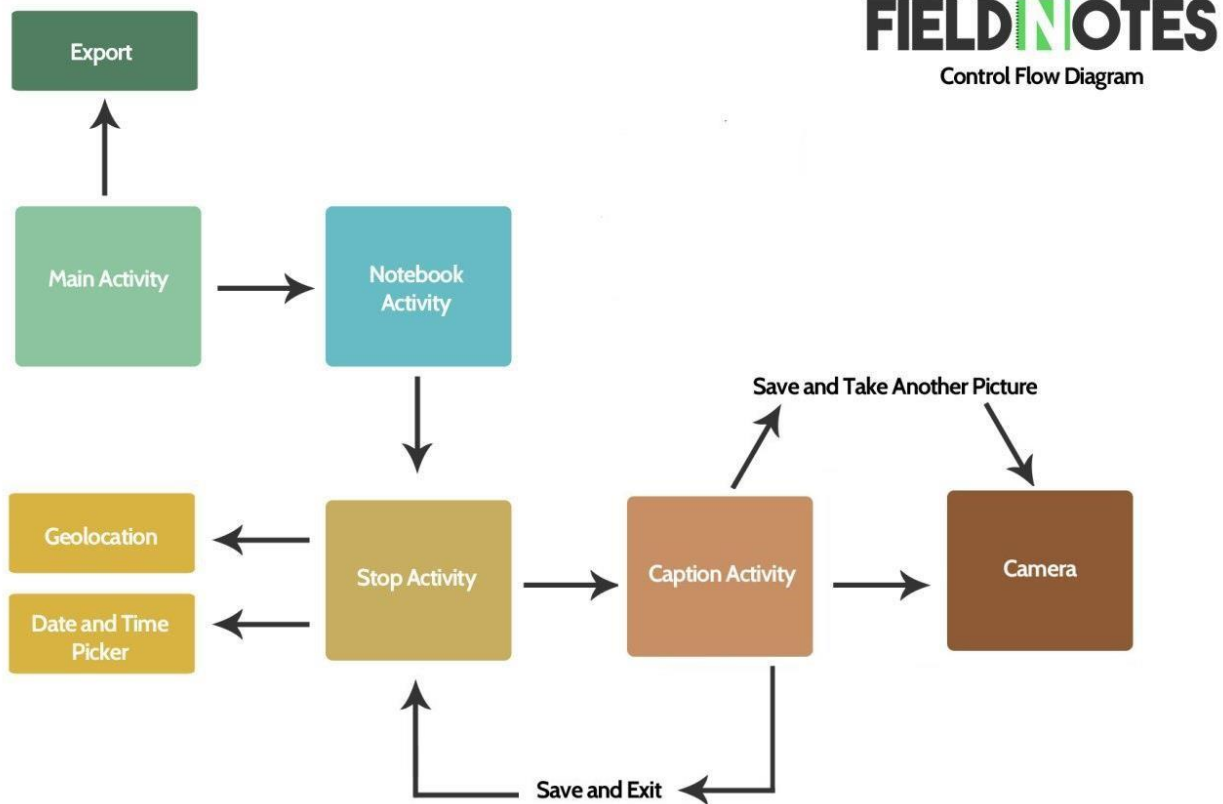 FIELDNOTES
Control Flow Diagram
Export
Main Activity
Notebook
Activity
Save and Take Another Picture
Geolocation
Stop Activity
Caption Activity
Camera
Date and Time
Picker
Save and Exit